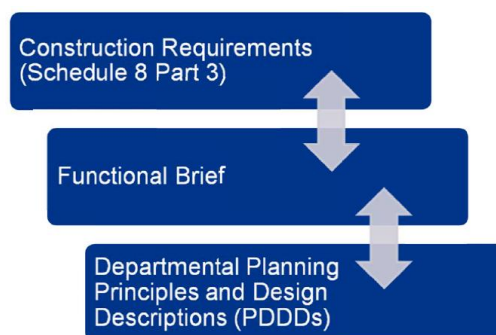 Construction Requirements
(Schedule 8 Part 3)
Functional Brief
Departmental Planning
Principles and Design
Descriptions (PDDDs)